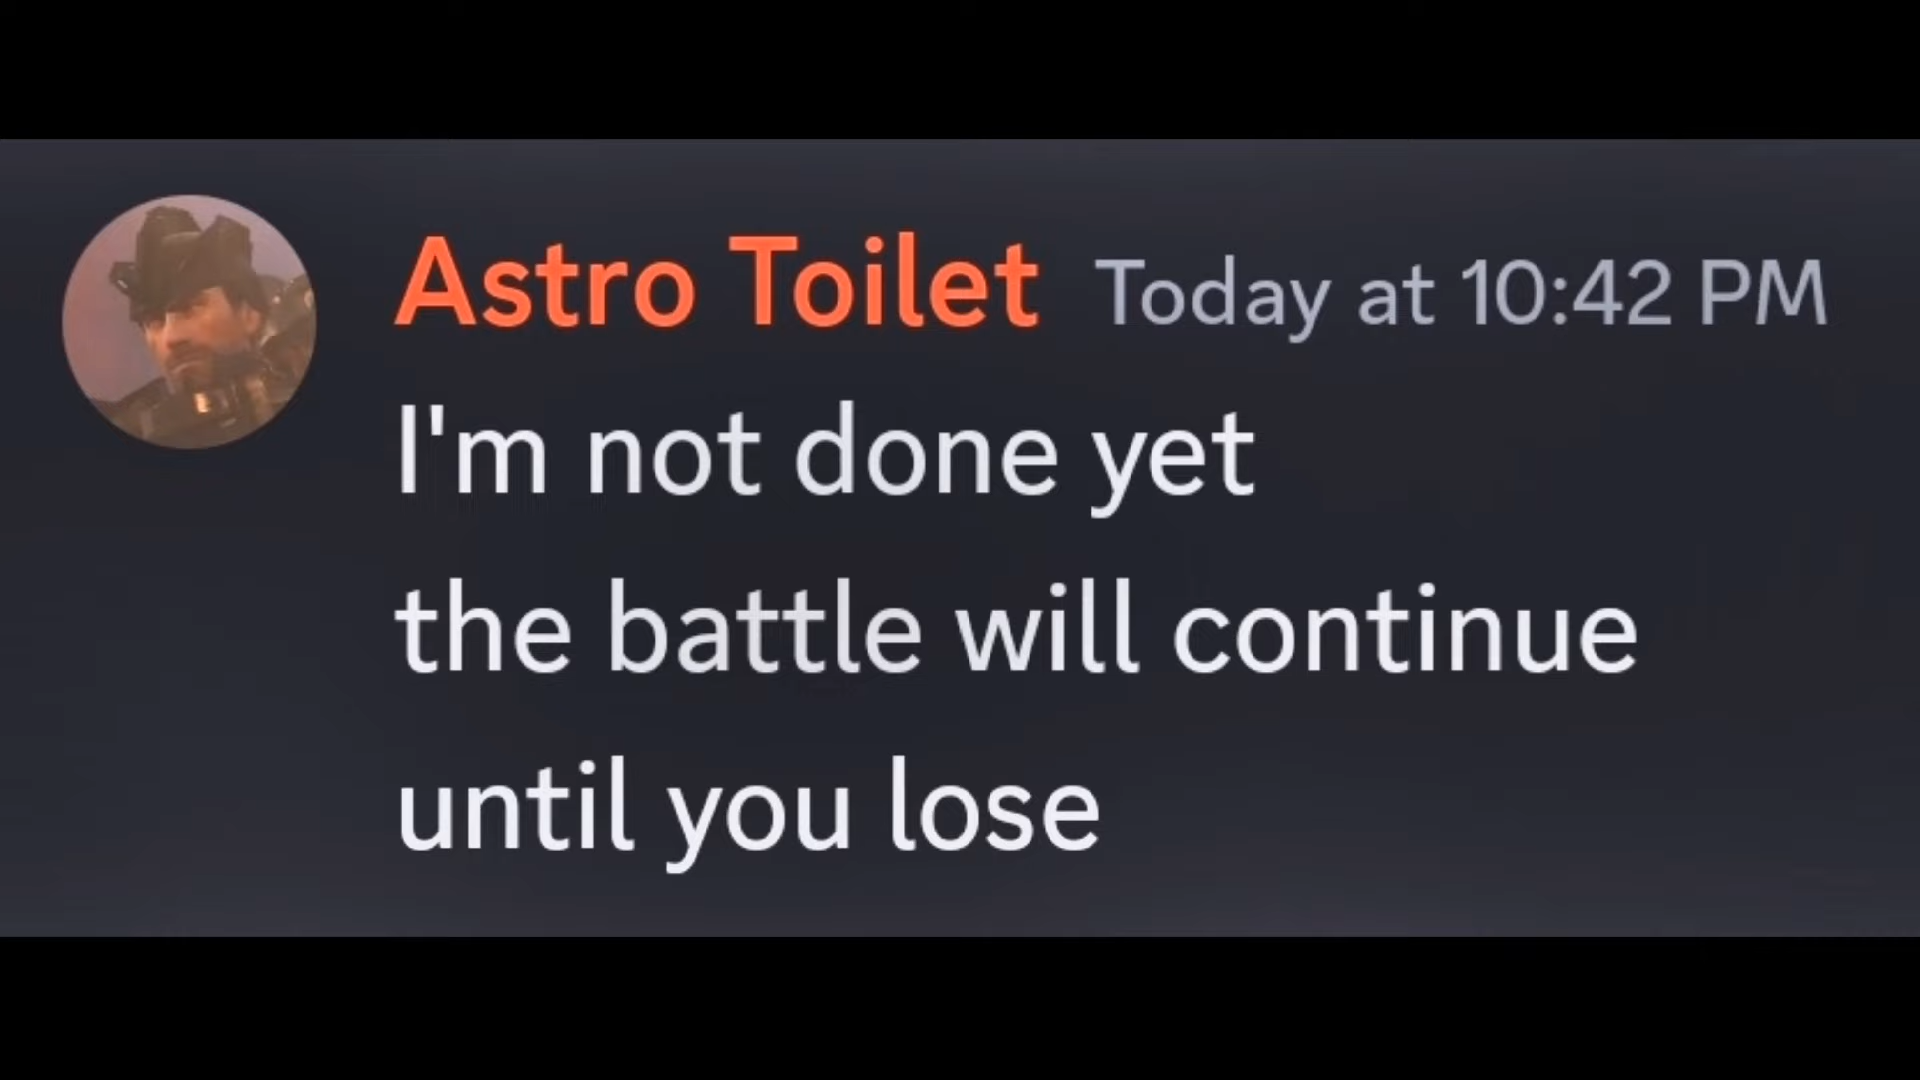 Astro Toilet Today at 10:42 PM
I'm not done yet
the battle will continue
until you lose